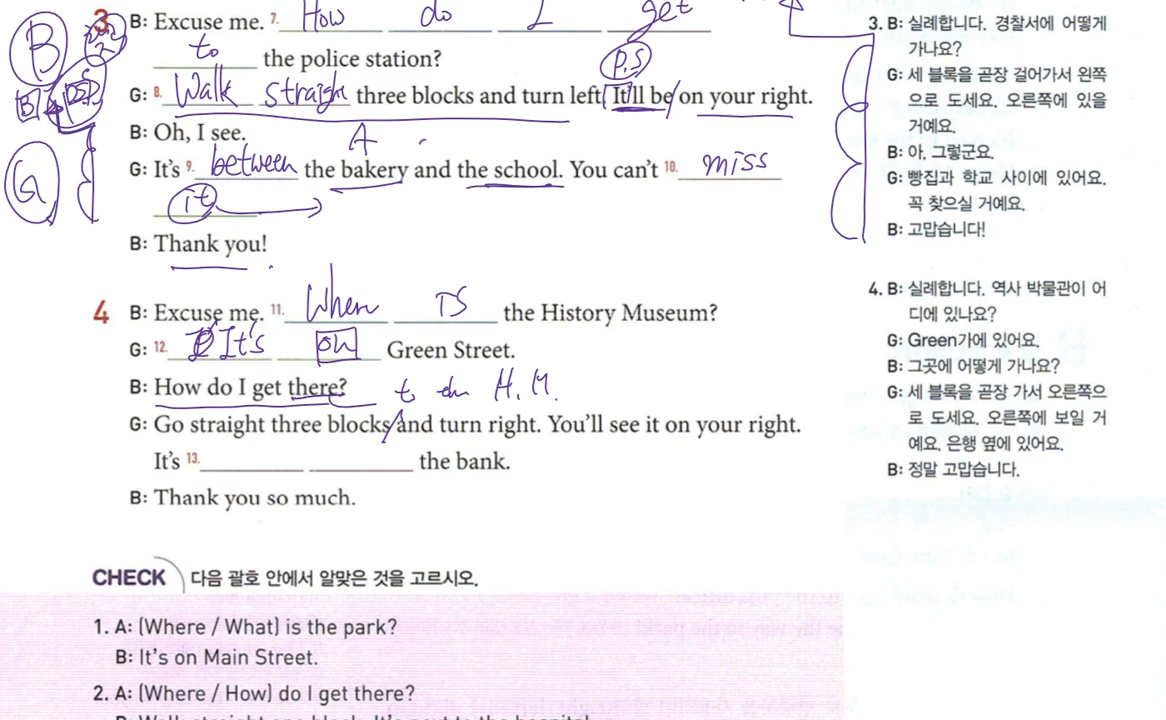 3 B: Excuse me. 7. How do I get
to the police station?
P.S
G: 8. Walk straigh three blocks and turn left. It'll be on your right.
B: Oh, I see.
A
G: It's 9. between the bakery and the school. You can't 10. miss
it
B: Thank you!
4 B: Excuse me. 11. When is the History Museum?
G: 12. It's on Green Street.
B: How do I get there? to the H.M.
G: Go straight three blocks and turn right. You'll see it on your right.
It's 13. the bank.
B: Thank you so much.
3. B: 실례합니다. 경찰서에 어떻게
가나요?
G: 세 블록을 곧장 걸어가서 왼쪽
으로 도세요. 오른쪽에 있을
거예요.
B: 아, 그렇군요.
G: 빵집과 학교 사이에 있어요.
꼭 찾으실 거예요.
B: 고맙습니다!
4. B: 실례합니다. 역사 박물관이 어
디에 있나요?
G: Green가에 있어요.
B: 그곳에 어떻게 가나요?
G: 세 블록을 곧장 가서 오른쪽으
로 도세요. 오른쪽에 보일 거
예요. 은행 옆에 있어요.
B: 정말 고맙습니다.
B
G
CHECK 다음 괄호 안에서 알맞은 것을 고르시오.
1. A: (Where / What) is the park?
B: It's on Main Street.
2. A: (Where / How) do I get there?
B: Walk straight one block. It's next to the hospital.